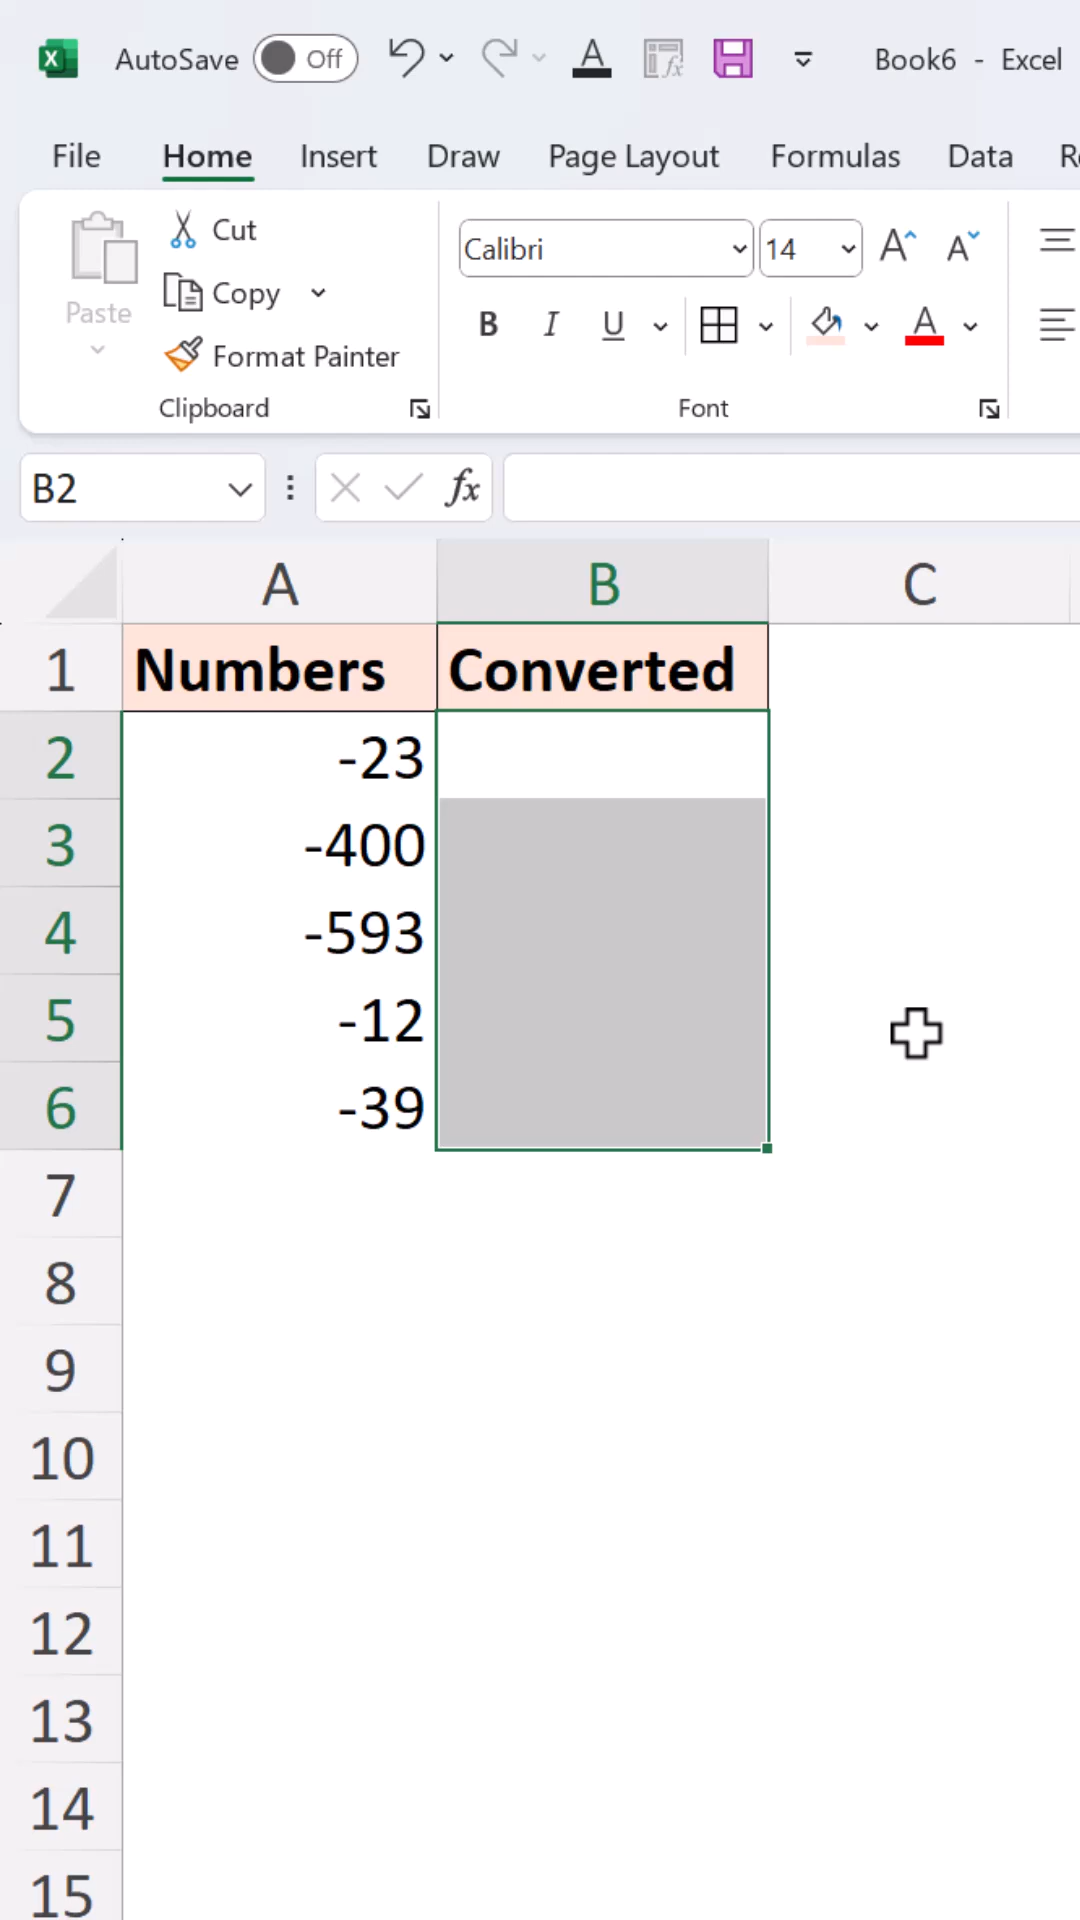 AutoSave Off Book6 - Excel
File Home Insert Draw Page Layout Formulas Data
Paste
Cut
Copy
Format Painter
Clipboard
Calibri 14
B I U
Font
B2 fx
A B C
1 Numbers Converted
2 -23
3 -400
4 -593
5 -12
6 -39
7
8
9
10
11
12
13
14
15